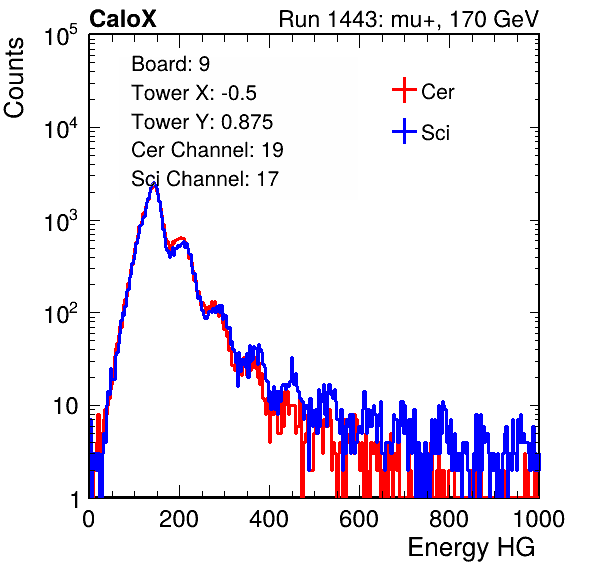 CaloX Run 1443: mu+, 170 GeV
Counts
Board: 9
Tower X: -0.5
Tower Y: 0.875
Cer Channel: 19
Sci Channel: 17
Cer
Sci
10^5
10^4
10^3
10^2
10
1
0 200 400 600 800 1000
Energy HG